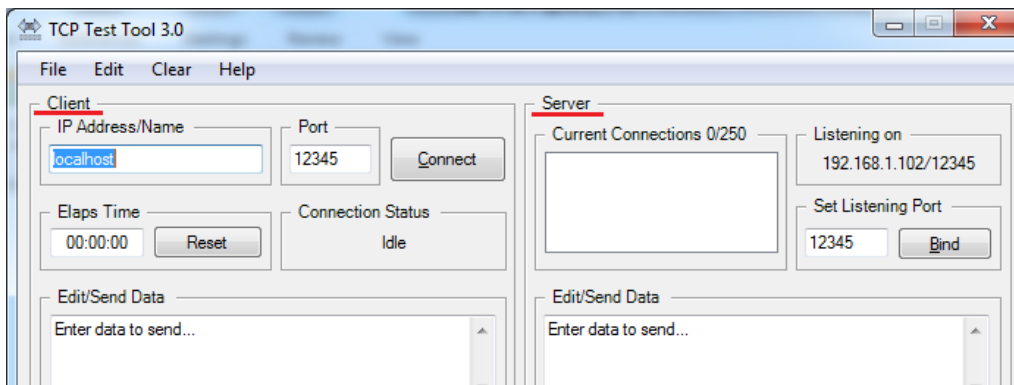 TCP Test Tool 3.0
File Edit Clear Help
Client
IP Address/Name
localhost
Port
12345
Connect
Elaps Time
00:00:00
Reset
Connection Status
Idle
Edit/Send Data
Enter data to send...
Server
Current Connections 0/250
Listening on
192.168.1.102/12345
Set Listening Port
12345
Bind
Edit/Send Data
Enter data to send...